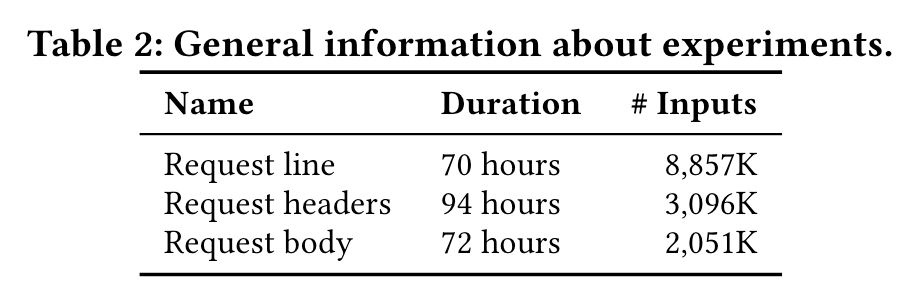 Table 2: General information about experiments.
Name Duration # Inputs
Request line 70 hours 8,857K
Request headers 94 hours 3,096K
Request body 72 hours 2,051K